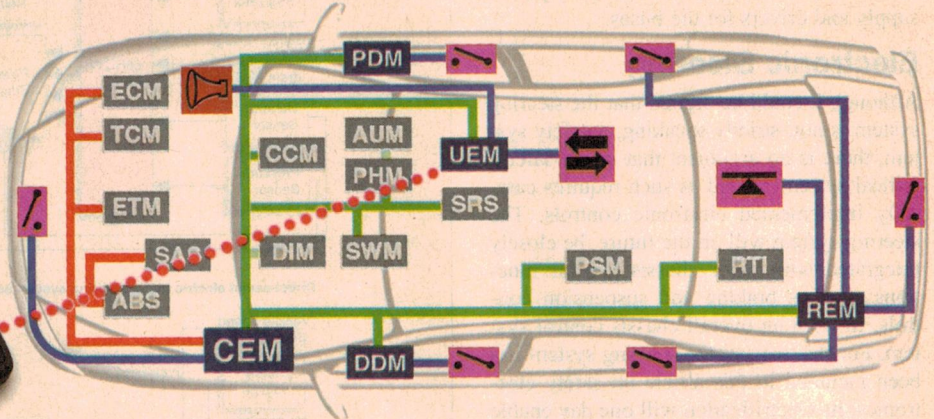 PDM
ECM
TCM
AUM
CCM
UEM
PHM
ETM
SRS
SAS
DIM
SWM
PSM
RTI
ABS
REM
CEM
DDM